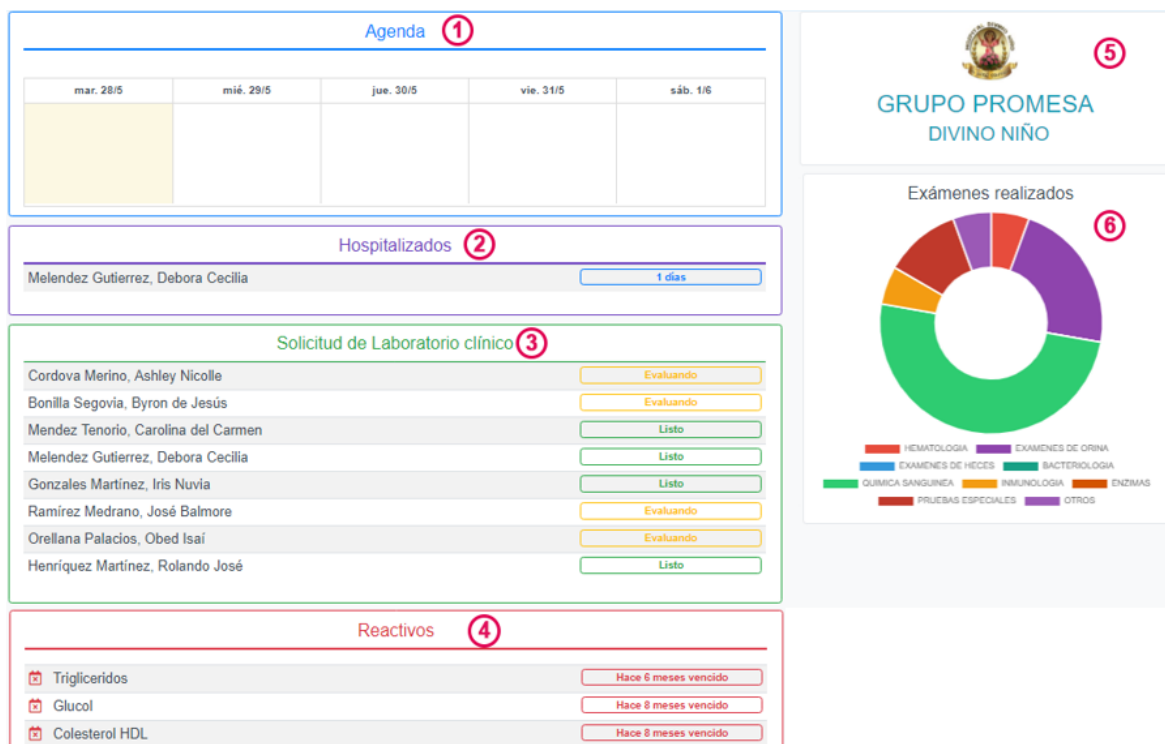 Agenda 1
mar. 28/5 mié. 29/5 jue. 30/5 vie. 31/5 sáb. 1/6
Hospitalizados 2
Melendez Gutierrez, Debora Cecilia 1 días
Solicitud de Laboratorio clínico 3
Cordova Merino, Ashley Nicolle Evaluando
Bonilla Segovia, Byron de Jesús Evaluando
Mendez Tenorio, Carolina del Carmen Listo
Melendez Gutierrez, Debora Cecilia Listo
Gonzales Martínez, Iris Nuvia Listo
Ramírez Medrano, José Balmore Evaluando
Orellana Palacios, Obed Isaí Evaluando
Henríquez Martínez, Rolando José Listo
Reactivos 4
Trigliceridos Hace 6 meses vencido
Glucol Hace 8 meses vencido
Colesterol HDL Hace 8 meses vencido
5
GRUPO PROMESA
DIVINO NIÑO
Exámenes realizados
6
HEMATOLOGIA EXAMENES DE ORINA
EXAMENES DE HECES BACTERIOLOGIA
QUIMICA SANGUINEA INMUNOLOGIA ENZIMAS
PRUEBAS ESPECIALES OTROS